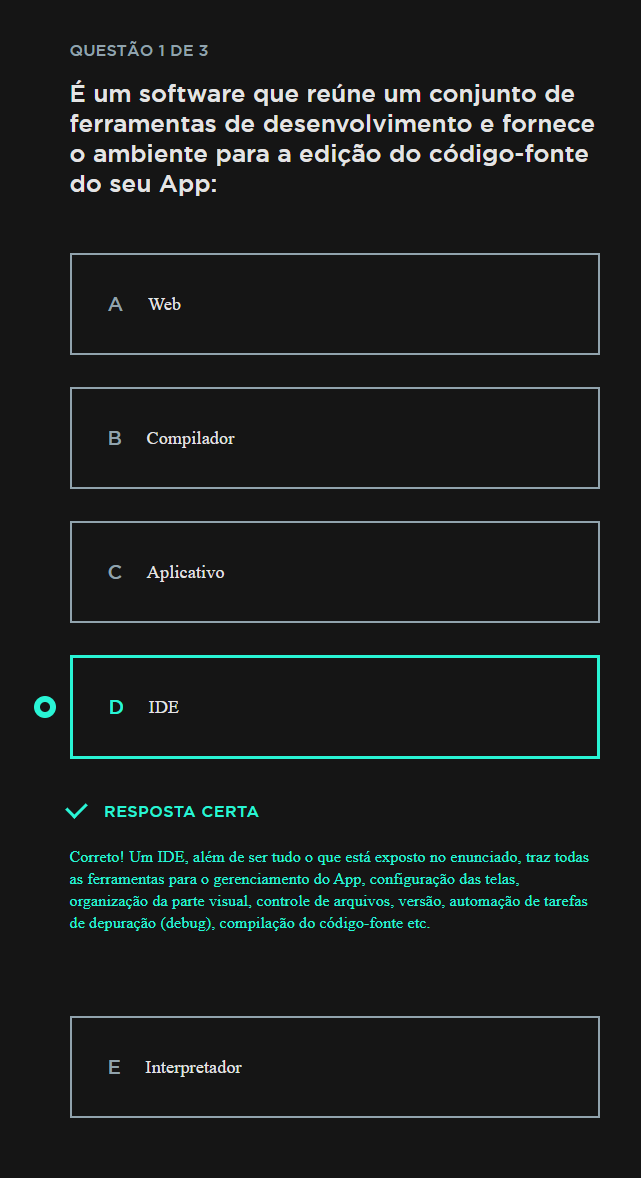 QUESTÃO 1 DE 3
É um software que reúne um conjunto de
ferramentas de desenvolvimento e fornece
o ambiente para a edição do código-fonte
do seu App:
A Web
B Compilador
C Aplicativo
D IDE
RESPOSTA CERTA
Correto! Um IDE, além de ser tudo o que está exposto no enunciado, traz todas
as ferramentas para o gerenciamento do App, configuração das telas,
organização da parte visual, controle de arquivos, versão, automação de tarefas
de depuração (debug), compilação do código-fonte etc.
E Interpretador